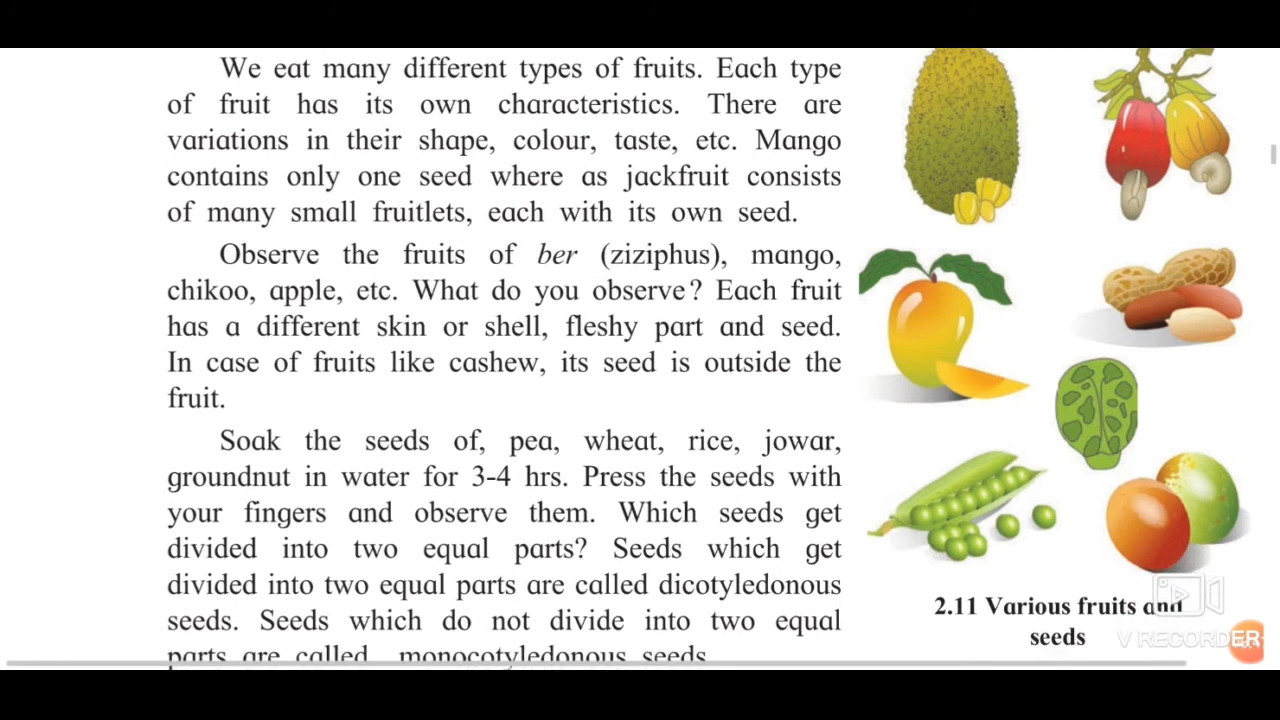 We eat many different types of fruits. Each type
of fruit has its own characteristics. There are
variations in their shape, colour, taste, etc. Mango
contains only one seed where as jackfruit consists
of many small fruitlets, each with its own seed.
Observe the fruits of ber (ziziphus), mango,
chikoo, apple, etc. What do you observe? Each fruit
has a different skin or shell, fleshy part and seed.
In case of fruits like cashew, its seed is outside the
fruit.
Soak the seeds of, pea, wheat, rice, jowar,
groundnut in water for 3-4 hrs. Press the seeds with
your fingers and observe them. Which seeds get
divided into two equal parts? Seeds which get
divided into two equal parts are called dicotyledonous
seeds. Seeds which do not divide into two equal
parts are called monocotyledonous seeds.
2.11 Various fruits and
seeds
V RECORDER